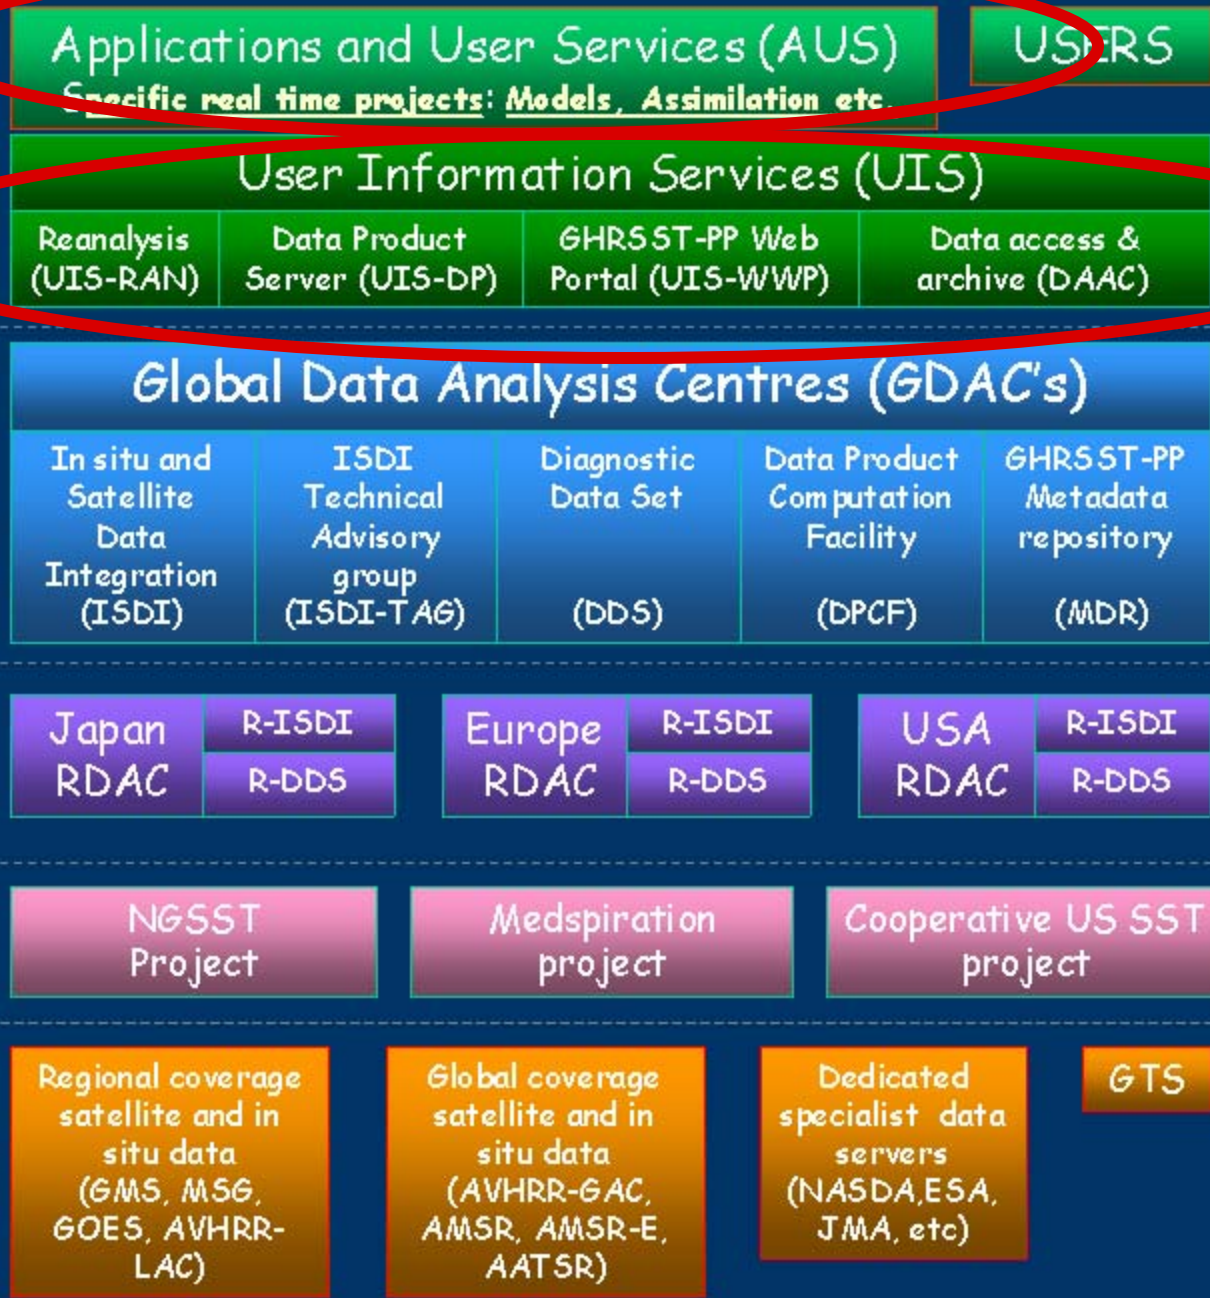 Applications and User Services (AUS)
Specific real time projects: Models, Assimilation etc.
USERS
User Information Services (UIS)
Reanalysis
(UIS-RAN)
Data Product
Server (UIS-DP)
GHRSST-PP Web
Portal (UIS-WWP)
Data access &
archive (DAAC)
Global Data Analysis Centres (GDAC's)
In situ and
Satellite
Data
Integration
(ISDI)
ISDI
Technical
Advisory
group
(ISDI-TAG)
Diagnostic
Data Set
(DDS)
Data Product
Computation
Facility
(DPCF)
GHRSST-PP
Metadata
repository
(MDR)
Japan
RDAC
R-ISDI
R-DDS
Europe
RDAC
R-ISDI
R-DDS
USA
RDAC
R-ISDI
R-DDS
NGSST
Project
Medspiration
project
Cooperative US SST
project
Regional coverage
satellite and in
situ data
(GMS, MSG,
GOES, AVHRR-
LAC)
Global coverage
satellite and in
situ data
(AVHRR-GAC,
AMSR, AMSR-E,
AATSR)
Dedicated
specialist data
servers
(NASDA,ESA,
JMA, etc)
GTS